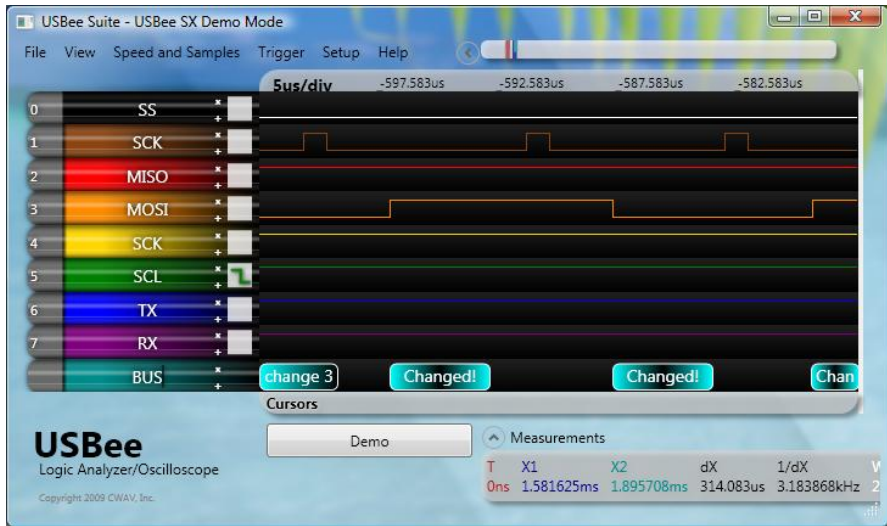 USBee Suite - USBee SX Demo Mode
File View Speed and Samples Trigger Setup Help
5us/div -597.583us -592.583us -587.583us -582.583us
0 SS
1 SCK
2 MISO
3 MOSI
4 SCK
5 SCL
6 TX
7 RX
BUS change 3 Changed! Changed! Chan
Cursors
USBee
Logic Analyzer/Oscilloscope
Copyright 2009 CWAV, Inc.
Demo
Measurements
T X1 X2 dX 1/dX V
0ns 1.581625ms 1.895708ms 314.083us 3.183868kHz 2